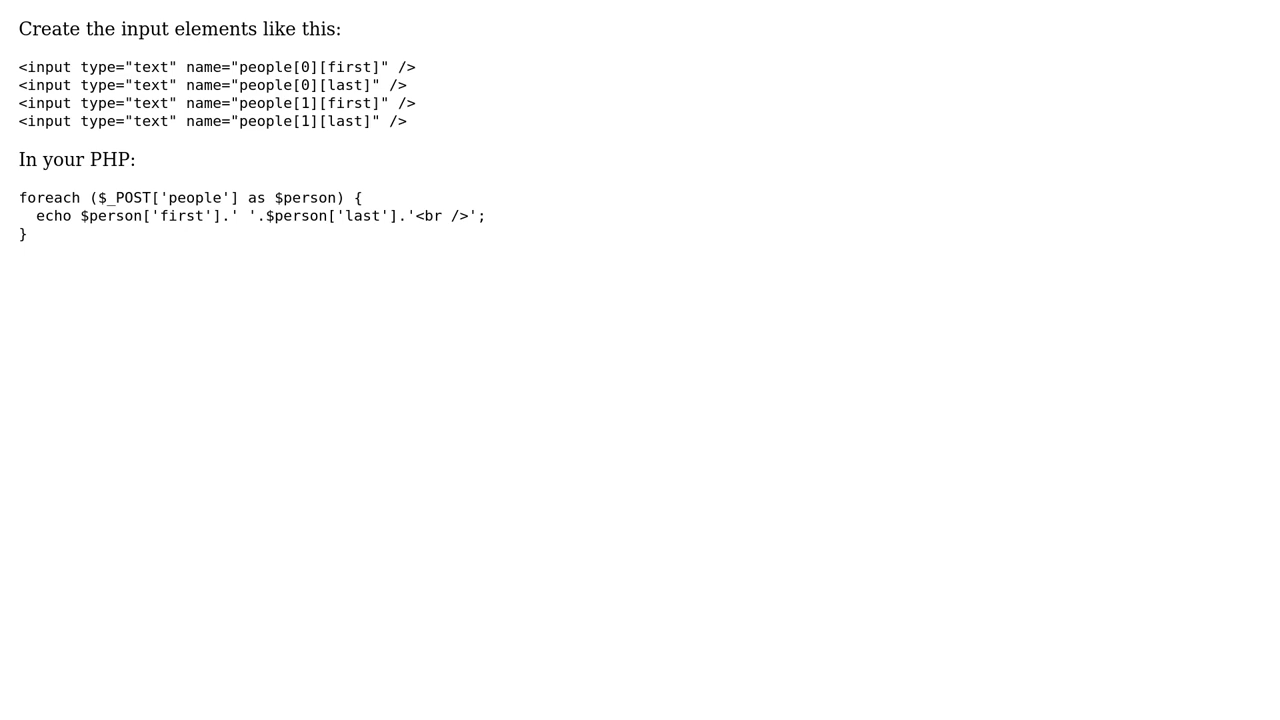 Create the input elements like this:
<input type="text" name="people[0][first]" />
<input type="text" name="people[0][last]" />
<input type="text" name="people[1][first]" />
<input type="text" name="people[1][last]" />
In your PHP:
foreach ($_POST['people'] as $person) {
  echo $person['first'].' '.$person['last'].'<br />';
}